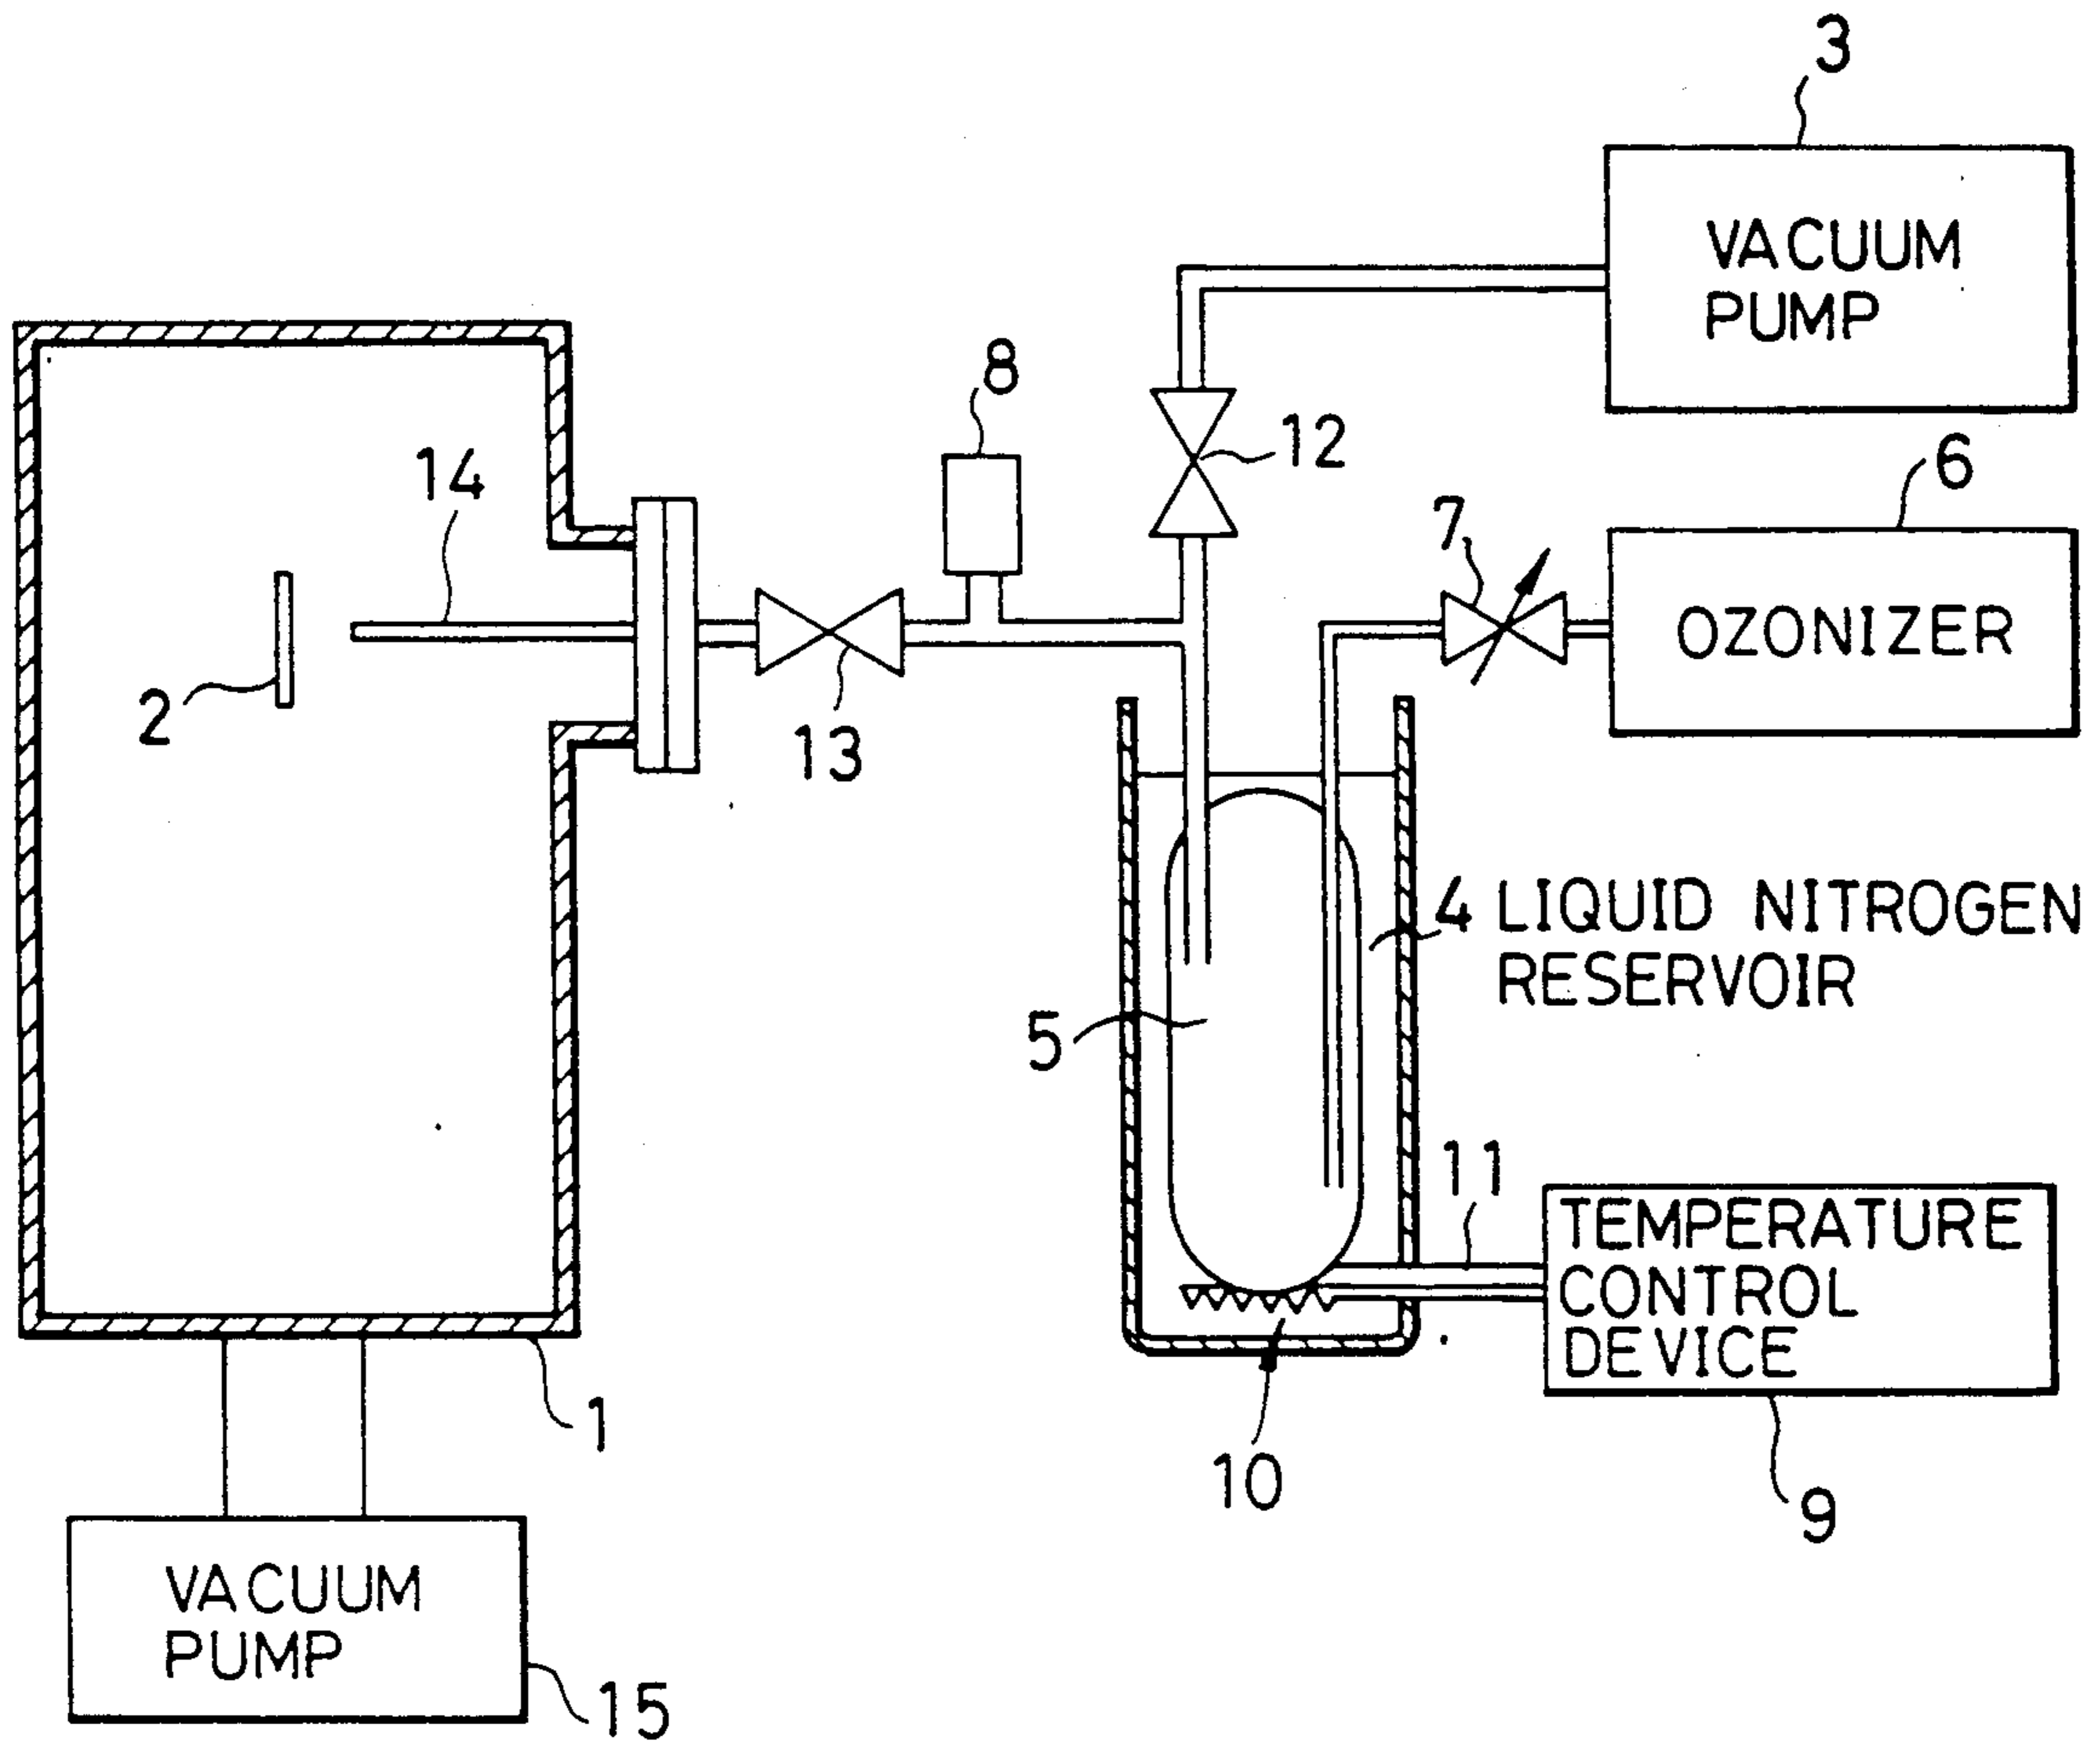 3
VACUUM
PUMP
8
12
14
6
7
OZONIZER
2
13
4 LIQUID NITROGEN
RESERVOIR
5
11
TEMPERATURE
CONTROL
DEVICE
1
10
9
VACUUM
PUMP
15